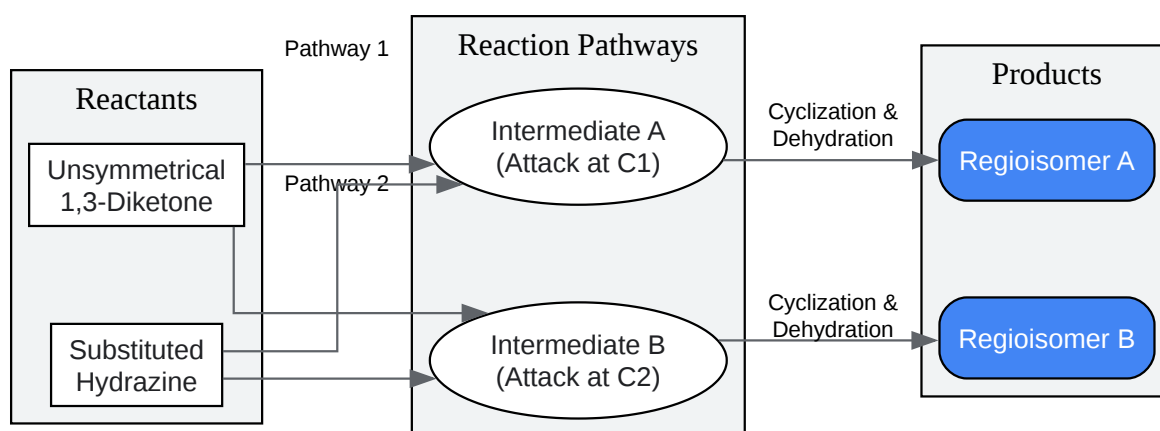 Reactants
Unsymmetrical
1,3-Diketone
Substituted
Hydrazine
Pathway 1
Pathway 2
Reaction Pathways
Intermediate A
(Attack at C1)
Intermediate B
(Attack at C2)
Cyclization &
Dehydration
Cyclization &
Dehydration
Products
Regioisomer A
Regioisomer B